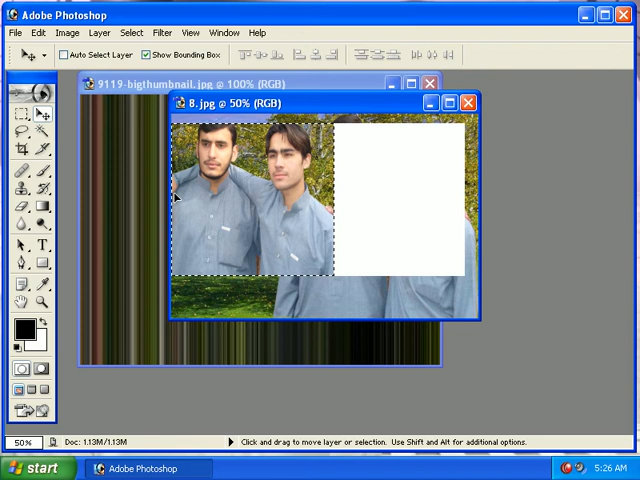 Adobe Photoshop
File Edit Image Layer Select Filter View Window Help
Auto Select Layer Show Bounding Box
9119-bigthumbnail.jpg @ 100% (RGB)
8.jpg @ 50% (RGB)
T
50% Doc: 1.13M/1.13M Click and drag to move layer or selection. Use Shift and Alt for additional options.
start Adobe Photoshop 5:26 AM